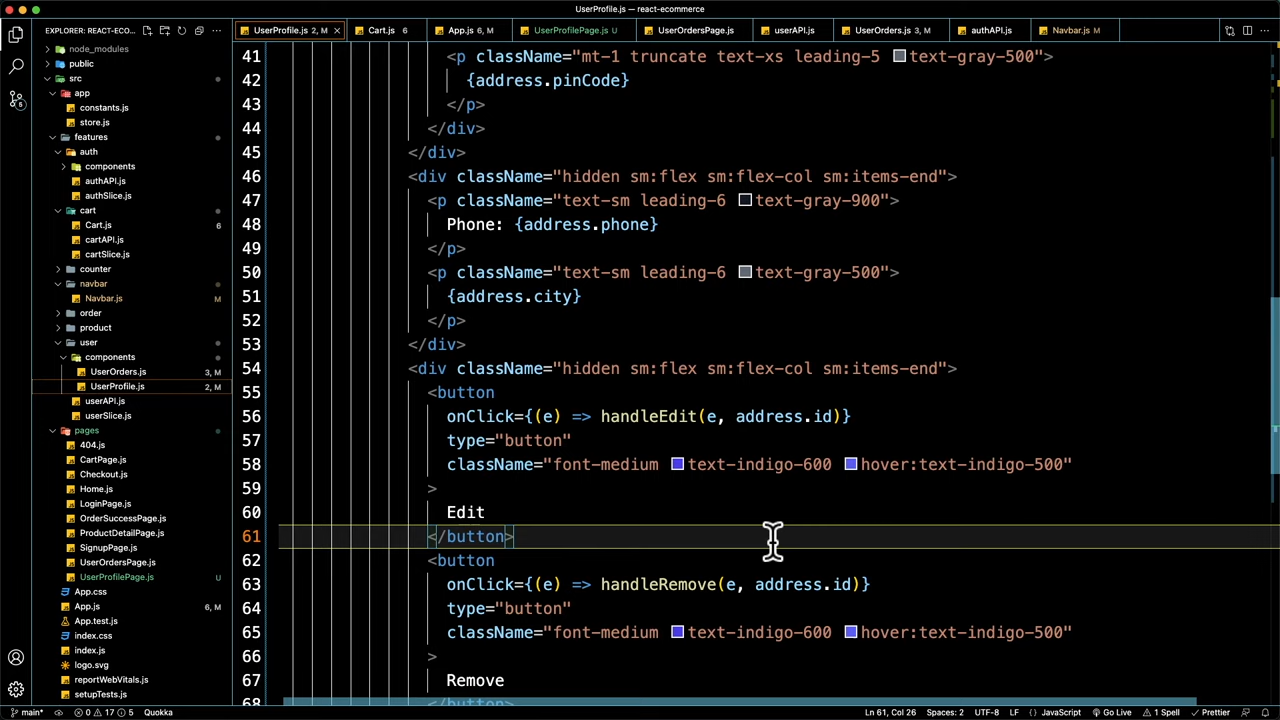 UserProfile.js — react-ecommerce
EXPLORER: REACT-ECO...
UserProfile.js 2, M
Cart.js 6
App.js 6, M
UserProfilePage.js U
UserOrdersPage.js
userAPI.js
UserOrders.js 3, M
authAPI.js
Navbar.js M
node_modules
public
src
app
constants.js
store.js
features
auth
components
authAPI.js
authSlice.js
cart
Cart.js 6
cartAPI.js
cartSlice.js
counter
navbar
Navbar.js M
order
product
user
components
UserOrders.js 3, M
UserProfile.js 2, M
userAPI.js
userSlice.js
pages
404.js
CartPage.js
Checkout.js
Home.js
LoginPage.js
OrderSuccessPage.js
ProductDetailPage.js
SignupPage.js
UserOrdersPage.js
UserProfilePage.js U
App.css
App.js 6, M
App.test.js
index.css
index.js
logo.svg
reportWebVitals.js
setupTests.js
5
41 <p className="mt-1 truncate text-xs leading-5 text-gray-500">
42 {address.pinCode}
43 </p>
44 </div>
45 </div>
46 <div className="hidden sm:flex sm:flex-col sm:items-end">
47 <p className="text-sm leading-6 text-gray-900">
48 Phone: {address.phone}
49 </p>
50 <p className="text-sm leading-6 text-gray-500">
51 {address.city}
52 </p>
53 </div>
54 <div className="hidden sm:flex sm:flex-col sm:items-end">
55 <button
56 onClick={(e) => handleEdit(e, address.id)}
57 type="button"
58 className="font-medium text-indigo-600 hover:text-indigo-500"
59 >
60 Edit
61 </button>
62 <button
63 onClick={(e) => handleRemove(e, address.id)}
64 type="button"
65 className="font-medium text-indigo-600 hover:text-indigo-500"
66 >
67 Remove
68 </button>
main* 0 17 5 Quokka
Ln 61, Col 26 Spaces: 2 UTF-8 LF {} JavaScript Go Live 1 Spell Prettier